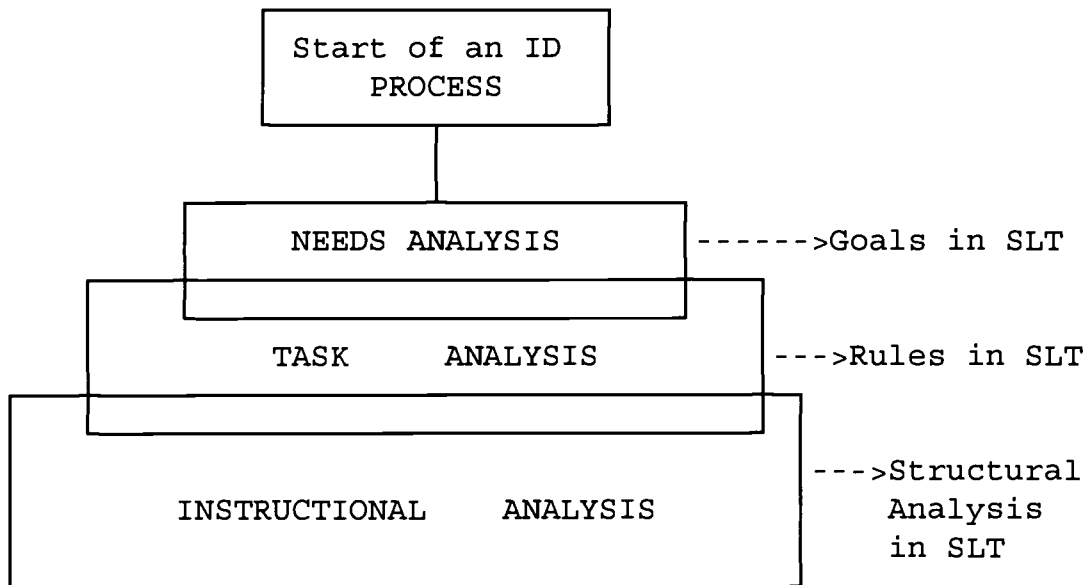 Start of an ID
PROCESS
NEEDS ANALYSIS ------>Goals in SLT
TASK ANALYSIS --->Rules in SLT
INSTRUCTIONAL ANALYSIS --->Structural
Analysis
in SLT